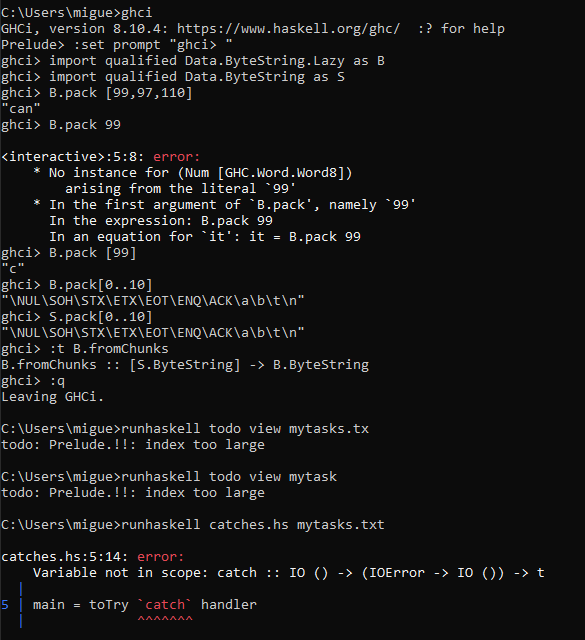 C:\Users\migue>ghci
GHCi, version 8.10.4: https://www.haskell.org/ghc/  :? for help
Prelude> :set prompt "ghci> "
ghci> import qualified Data.ByteString.Lazy as B
ghci> import qualified Data.ByteString as S
ghci> B.pack [99,97,110]
"can"
ghci> B.pack 99

<interactive>:5:8: error:
    * No instance for (Num [GHC.Word.Word8])
        arising from the literal `99'
    * In the first argument of `B.pack', namely `99'
      In the expression: B.pack 99
      In an equation for `it': it = B.pack 99
ghci> B.pack [99]
"c"
ghci> B.pack[0..10]
"\NUL\SOH\STX\ETX\EOT\ENQ\ACK\a\b\t\n"
ghci> S.pack[0..10]
"\NUL\SOH\STX\ETX\EOT\ENQ\ACK\a\b\t\n"
ghci> :t B.fromChunks
B.fromChunks :: [S.ByteString] -> B.ByteString
ghci> :q
Leaving GHCi.

C:\Users\migue>runhaskell todo view mytasks.tx
todo: Prelude.!!: index too large

C:\Users\migue>runhaskell todo view mytask
todo: Prelude.!!: index too large

C:\Users\migue>runhaskell catches.hs mytasks.txt

catches.hs:5:14: error:
    Variable not in scope: catch :: IO () -> (IOError -> IO ()) -> t
  |
5 | main = toTry `catch` handler
  |              ^^^^^^^